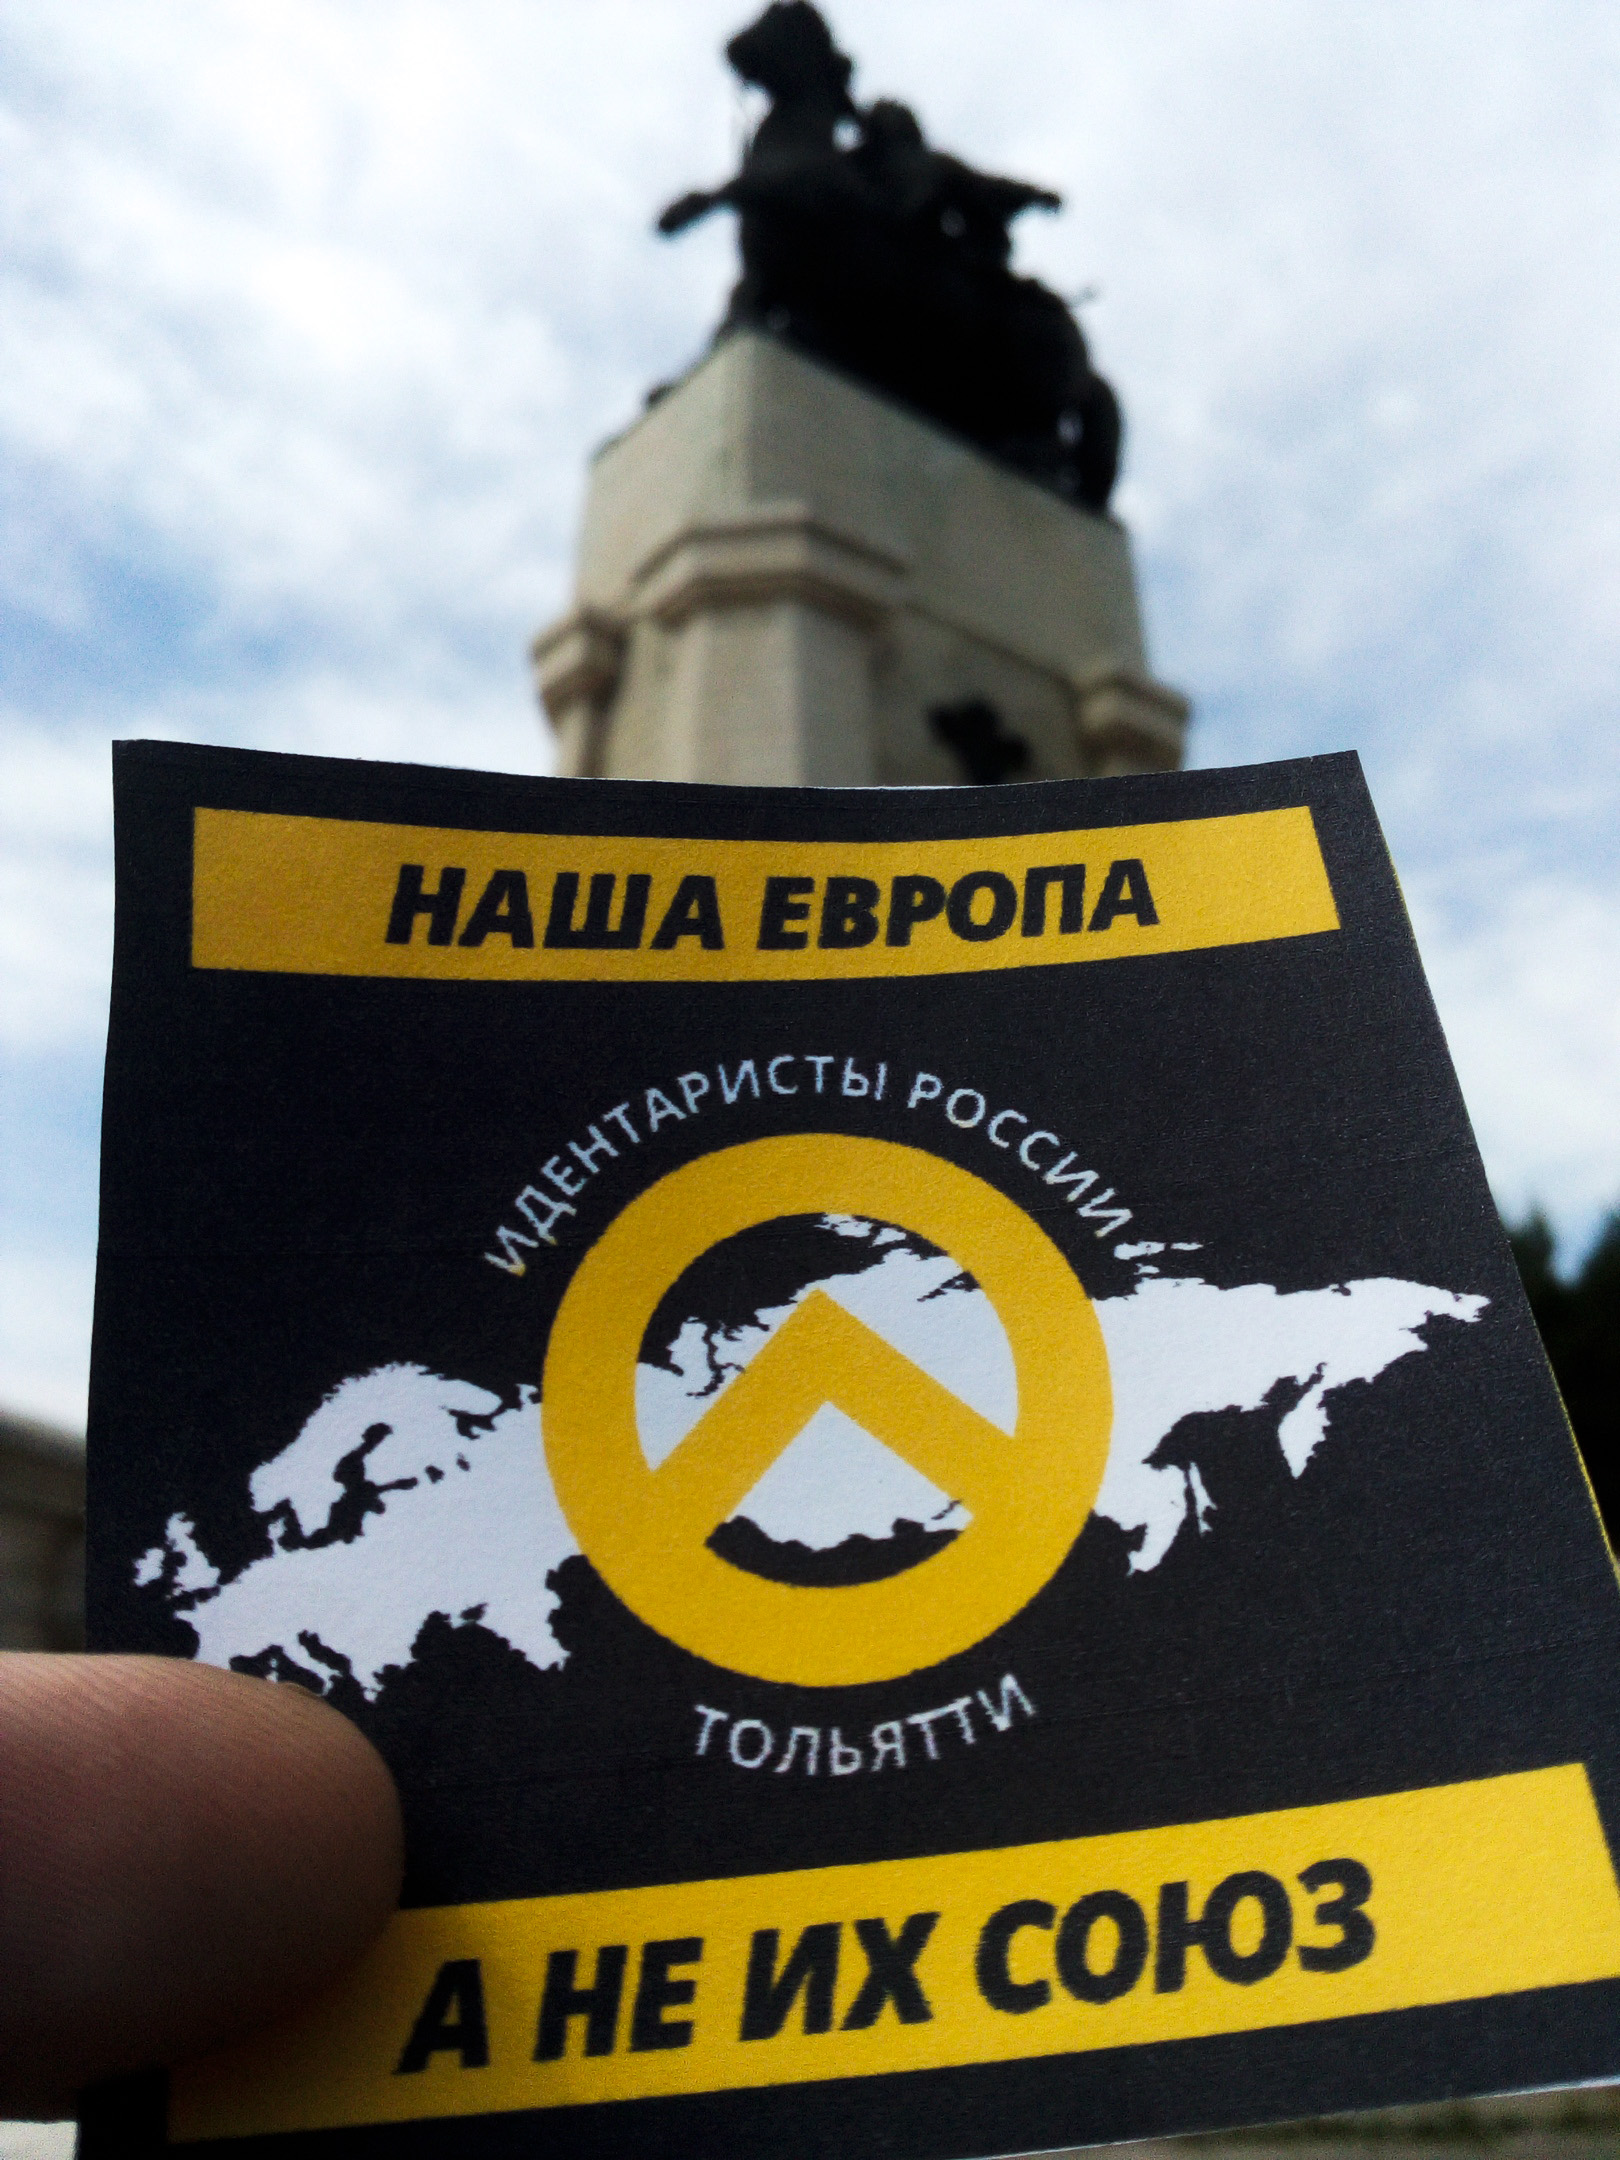 НАША ЕВРОПА
ИДЕНТАРИСТЫ РОССИИ
ТОЛЬЯТТИ
А НЕ ИХ СОЮЗ